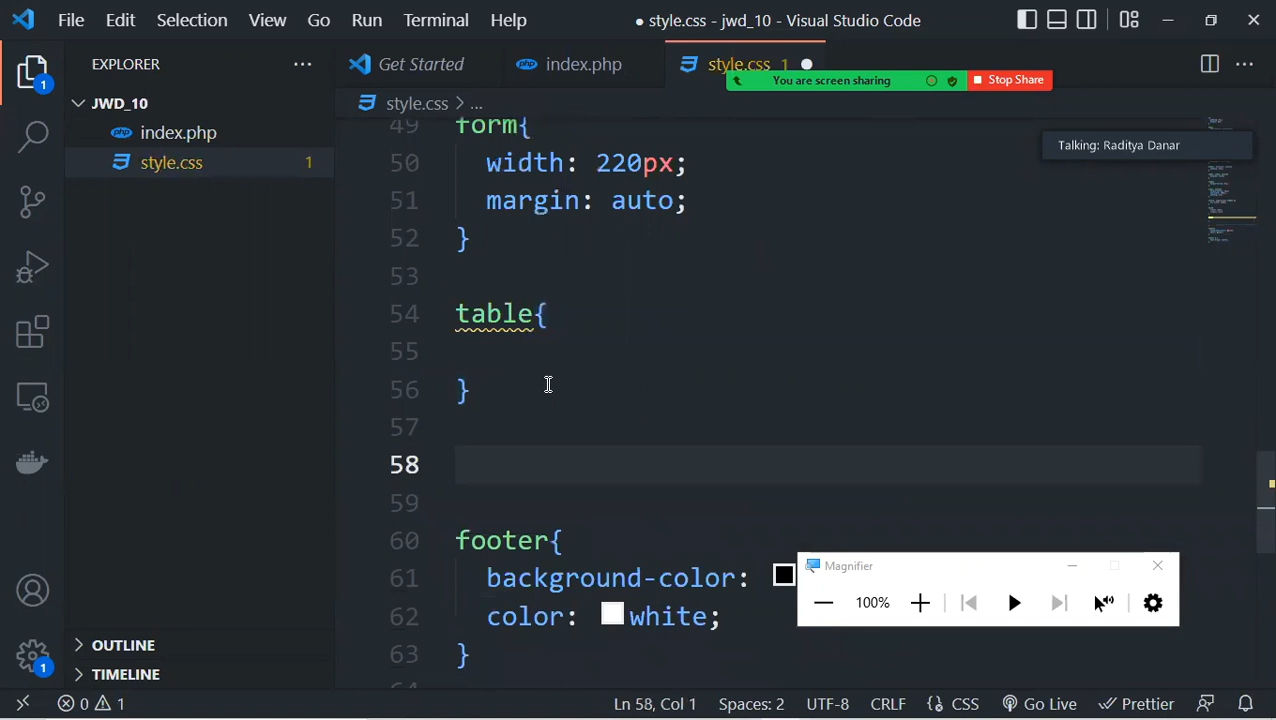 File Edit Selection View Go Run Terminal Help
● style.css - jwd_10 - Visual Studio Code
1
EXPLORER
Get Started
index.php
style.css 1
You are screen sharing
Stop Share
JWD_10
style.css > ...
Talking: Raditya Danar
index.php
style.css 1
49 form{
50 width: 220px;
51 margin: auto;
52 }
53
54 table{
55
56 }
57
58
59
60 footer{
61 background-color:
62 color: white;
63 }
64
Magnifier
100%
OUTLINE
TIMELINE
1
0 1
Ln 58, Col 1 Spaces: 2 UTF-8 CRLF {} CSS Go Live Prettier